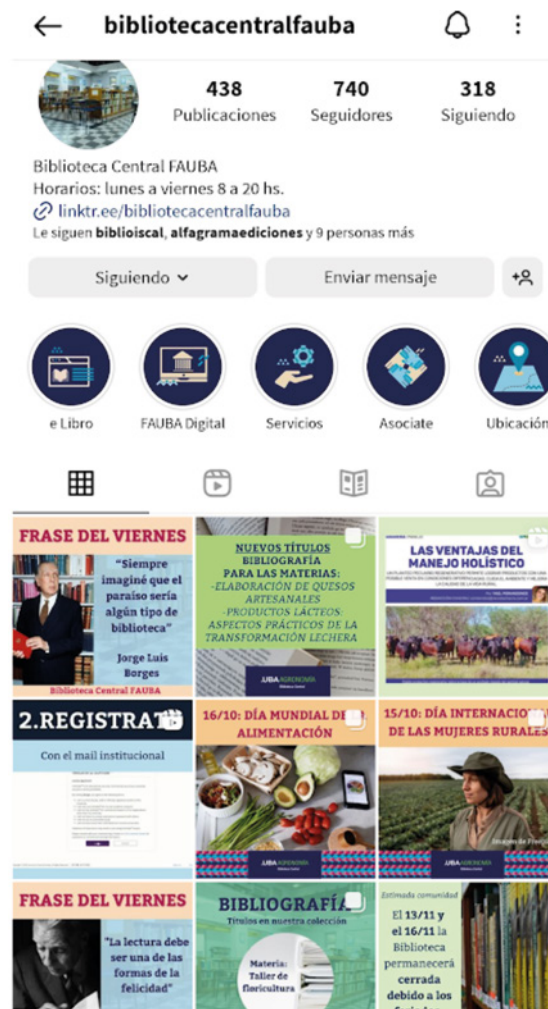 bibliotecacentralfauba
438
740
318
Publicaciones
Seguidores
Siguiendo
Biblioteca Central FAUBA
Horarios: lunes a viernes 8 a 20 hs.
linktr.ee/bibliotecacentralfauba
Le siguen biblioiscal, alfagramaediciones y 9 personas más
Siguiendo
Enviar mensaje
e Libro
FAUBA Digital
Servicios
Asociate
Ubicación
FRASE DEL VIERNES
"Siempre
imaginé que el
paraíso sería
algún tipo de
biblioteca"
Jorge Luis
Borges
Biblioteca Central FAUBA
NUEVOS TÍTULOS
BIBLIOGRAFÍA
PARA LAS MATERIAS:
-ELABORACIÓN DE QUESOS
ARTESANALES
-PRODUCTOS LÁCTEOS:
ASPECTOS PRÁCTICOS DE LA
TRANSFORMACIÓN LECHERA
.UBA AGRONOMÍA
LAS VENTAJAS DEL
MANEJO HOLÍSTICO
2.REGISTRAT
Con el mail institucional
16/10: DÍA MUNDIAL DE
ALIMENTACIÓN
.UBA AGRONOMÍA
15/10: DÍA INTERNACIO
DE LAS MUJERES RURALES
Imagen de Freepi
.UBA AGRONOMÍA
FRASE DEL VIERNES
"La lectura debe
ser una de las
formas de la
felicidad"
BIBLIOGRAFÍA
Títulos en nuestra colección
Materia:
Taller de
floricultura
Estimada comunidad
El 13/11 y
el 16/11 la
Biblioteca
permanecerá
cerrada
debido a los